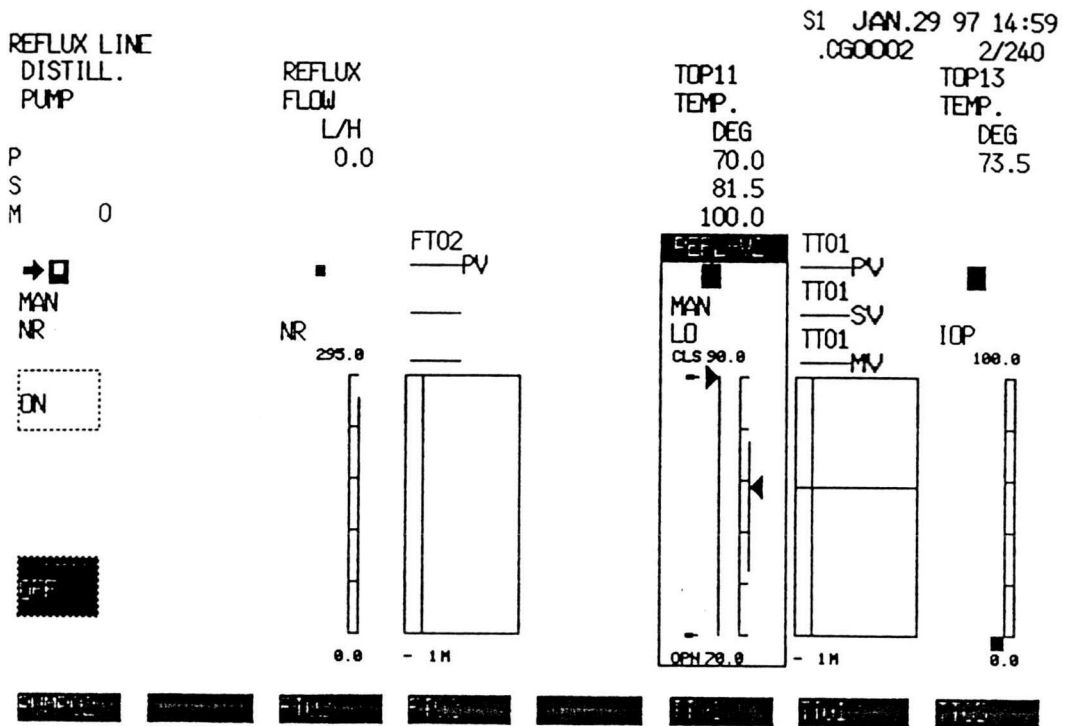 S1 JAN.29 97 14:59
.CG0002 2/240
REFLUX LINE
DISTILL.
PUMP
P
S
M 0
MAN
NR
ON
OFF
REFLUX
FLOW
L/H
0.0
NR
295.0
0.0
FT02
PV
- 1M
TOP11
TEMP.
DEG
70.0
81.5
100.0
MAN
LO
CLS 90.0
OPN 70.0
TT01
PV
TT01
SV
TT01
MV
- 1M
TOP13
TEMP.
DEG
73.5
IOP
100.0
0.0